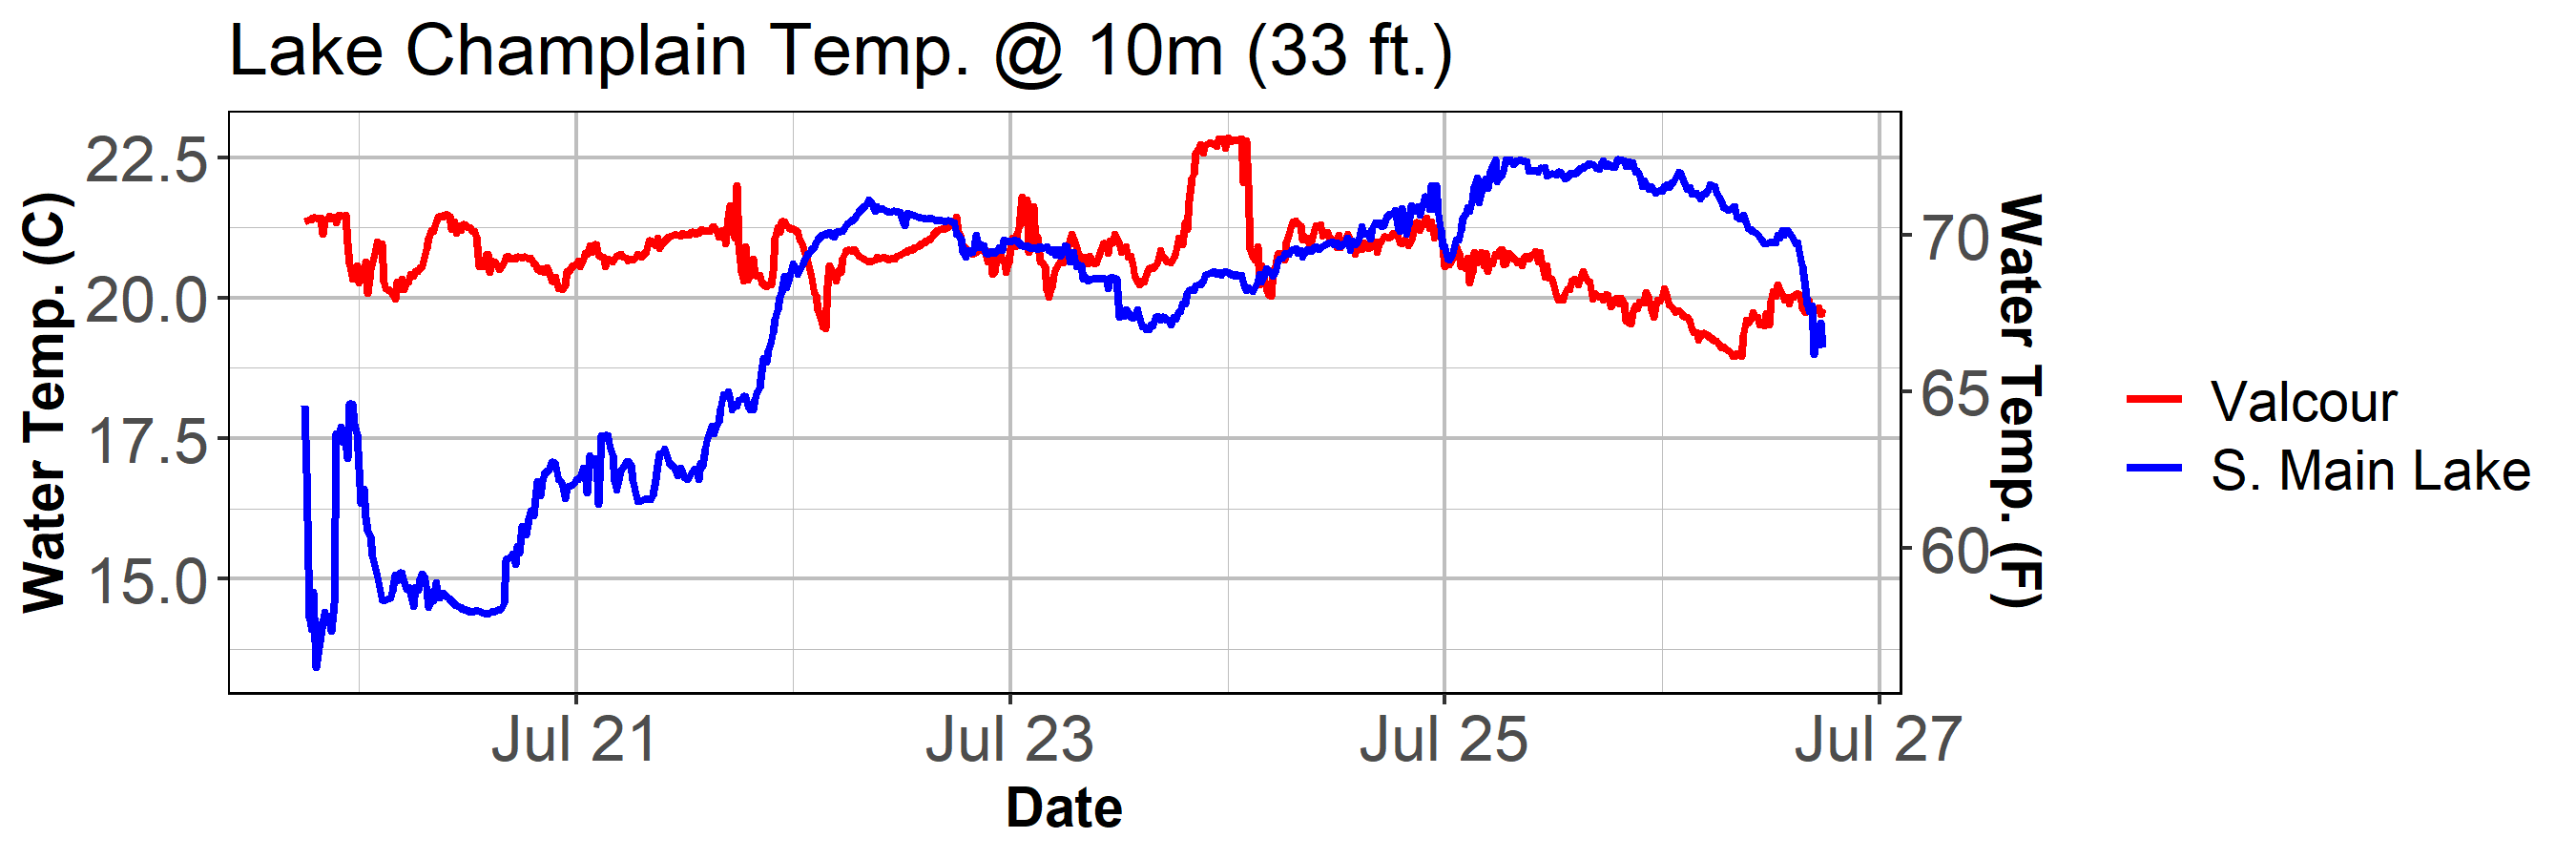 Lake Champlain Temp. @ 10m (33 ft.)
Water Temp. (C)
22.5
20.0
17.5
15.0
70
65
60
Water Temp. (F)
Jul 21
Jul 23
Jul 25
Jul 27
Date
Valcour
S. Main Lake